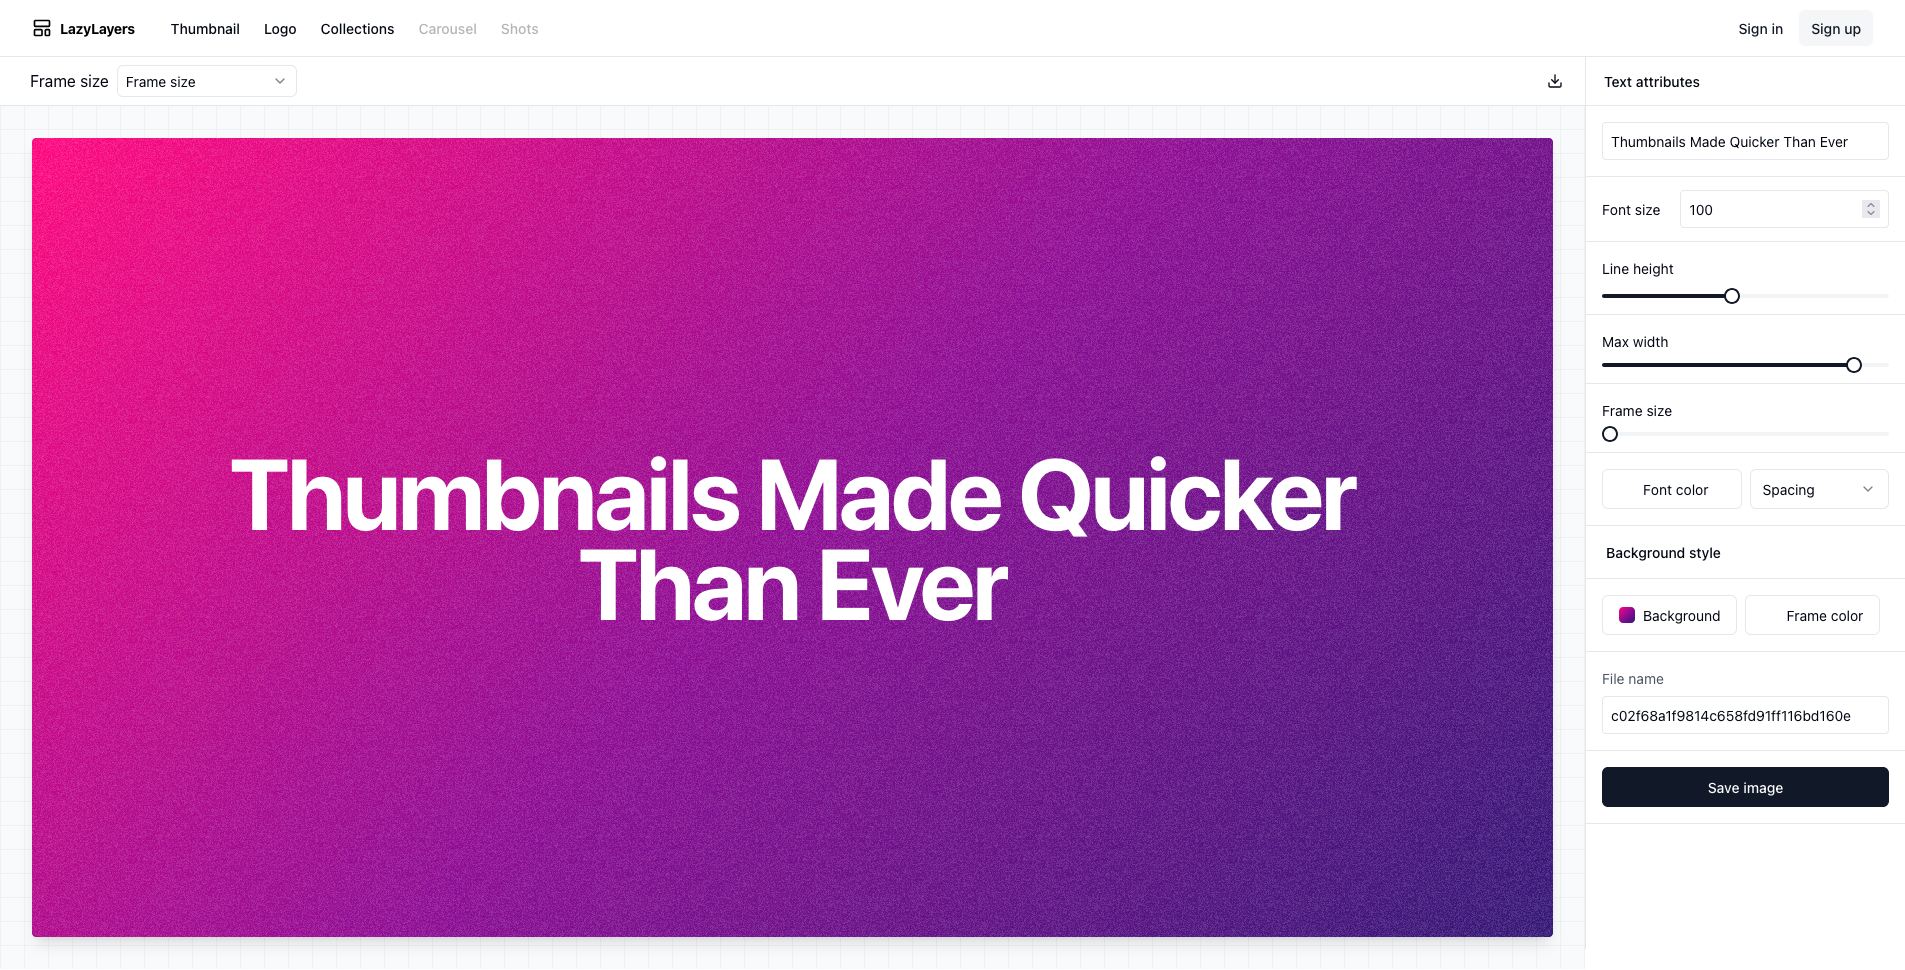 LazyLayers Thumbnail Logo Collections Carousel Shots Sign in Sign up
Frame size Frame size
Thumbnails Made Quicker
Than Ever
Text attributes
Thumbnails Made Quicker Than Ever
Font size 100
Line height
Max width
Frame size
Font color Spacing
Background style
Background Frame color
File name
c02f68a1f9814c658fd91ff116bd160e
Save image